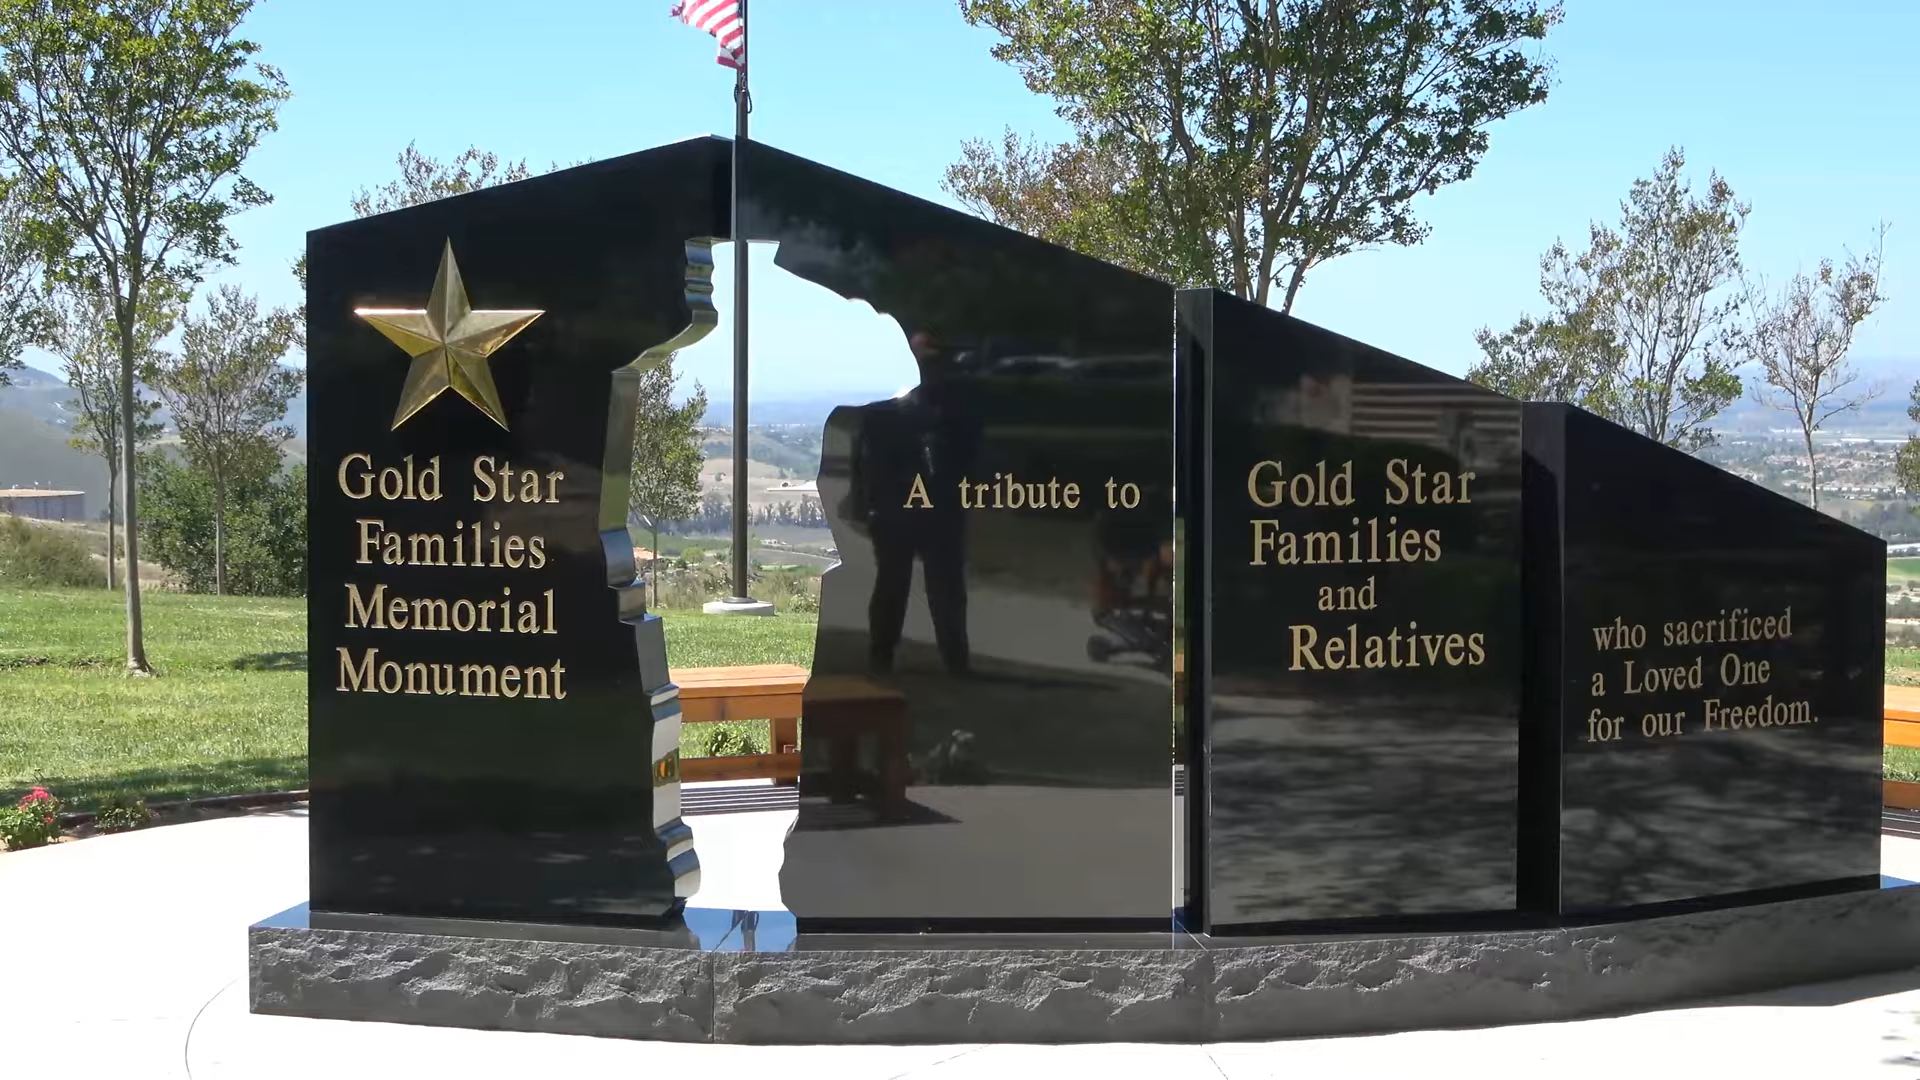 Gold Star
Families
Memorial
Monument
A tribute to
Gold Star
Families
and
Relatives
who sacrificed
a Loved One
for our Freedom.